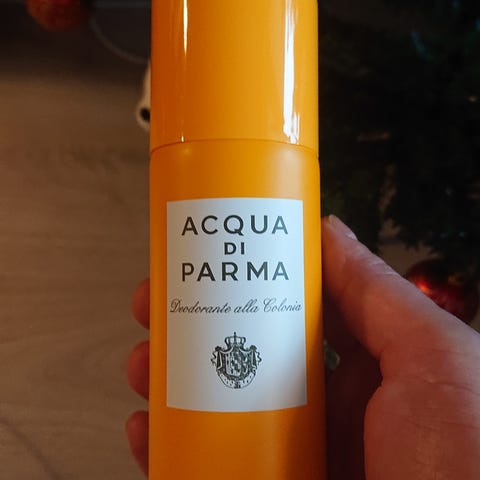 ACQUA
DI
PARMA
Deodorante alla Colonia